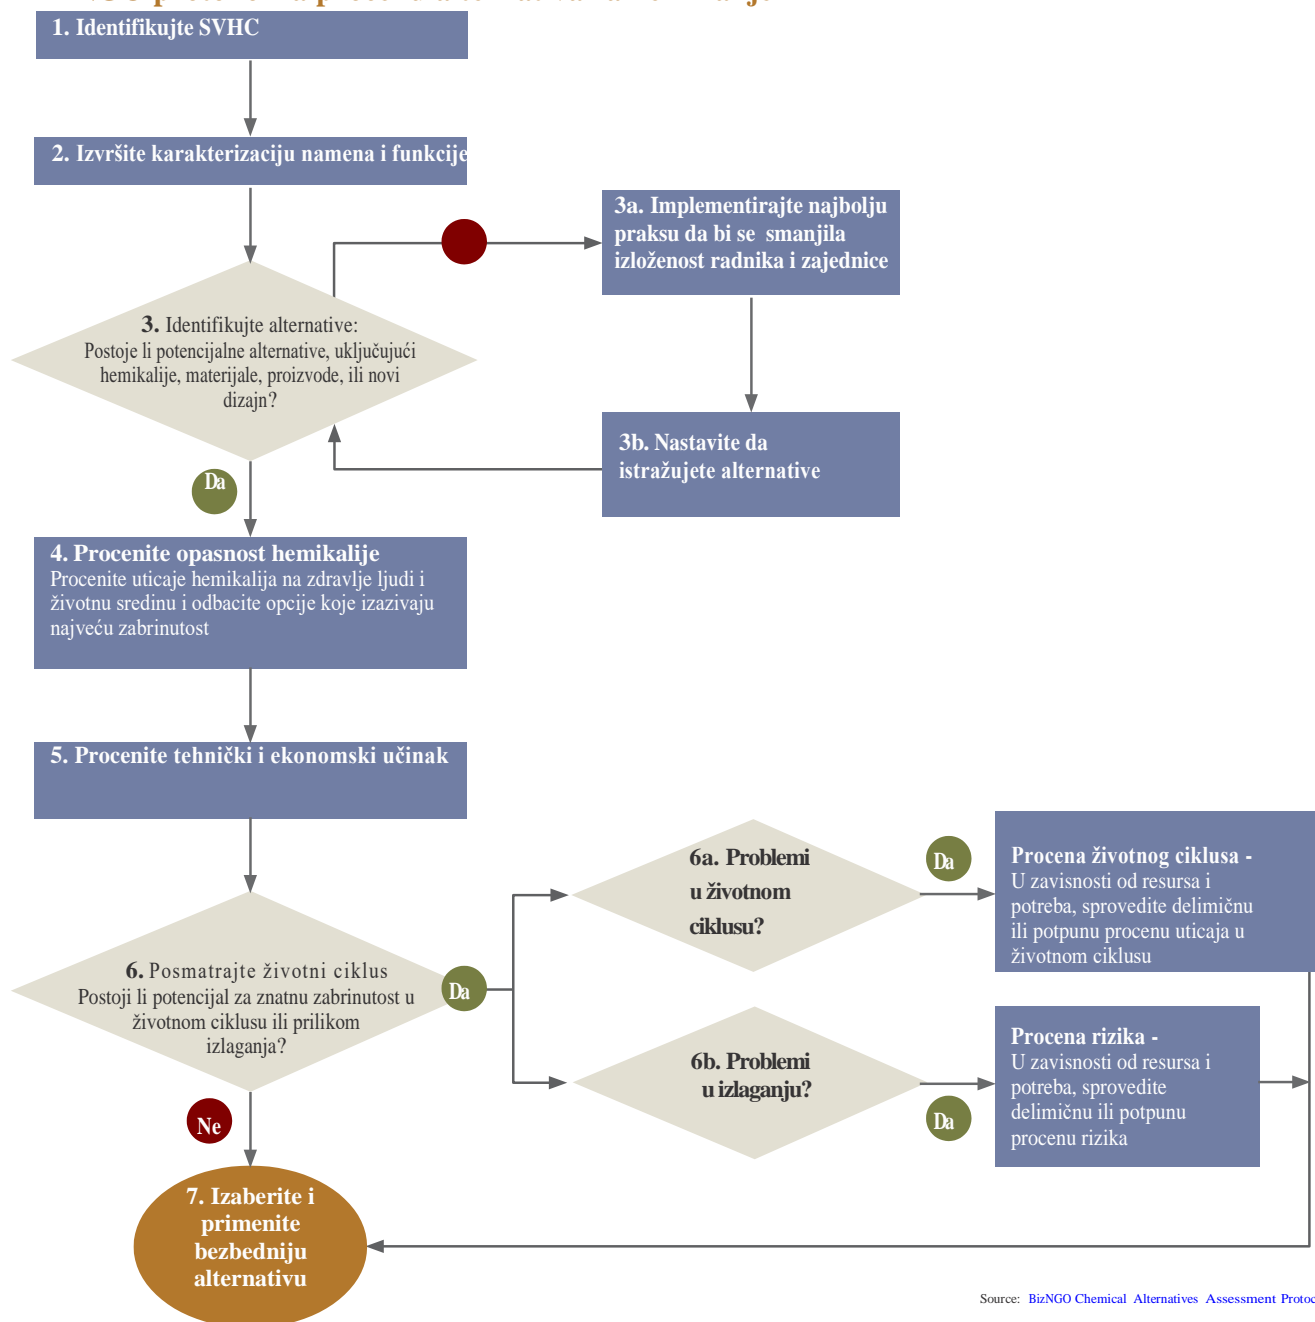 1. Identifikujte SVHC
2. Izvršite karakterizaciju namena i funkcije
3a. Implementirajte najbolju
praksu da bi se smanjila
izloženost radnika i zajednice
3. Identifikujte alternative:
Postoje li potencijalne alternative, uključujući
hemikalije, materijale, proizvode, ili novi
dizajn?
3b. Nastavite da
istražujete alternative
Da
4. Procenite opasnost hemikalije
Procenite uticaje hemikalija na zdravlje ljudi i
životnu sredinu i odbacite opcije koje izazivaju
najveću zabrinutost
5. Procenite tehnički i ekonomski učinak
6a. Problemi
u životnom
ciklusu?
Da
Procena životnog ciklusa -
U zavisnosti od resursa i
potreba, sprovedite delimičnu
ili potpunu procenu uticaja u
životnom ciklusu
6. Posmatrajte životni ciklus
Postoji li potencijal za znatnu zabrinutost u
životnom ciklusu ili prilikom
izlaganja?
Da
6b. Problemi
u izlaganju?
Da
Procena rizika -
U zavisnosti od resursa i
potreba, sprovedite
delimičnu ili potpunu
procenu rizika
Ne
7. Izaberite i
primenite
bezbedniju
alternativu
Source: BizNGO Chemical Alternatives Assessment Protoc